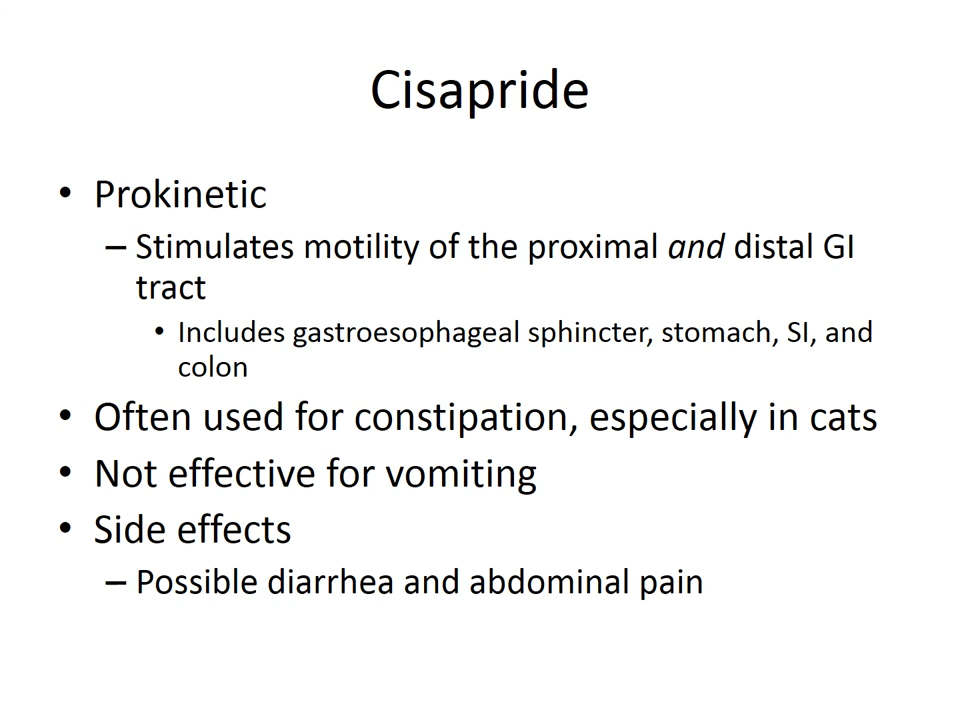 Cisapride
• Prokinetic
– Stimulates motility of the proximal and distal GI
tract
• Includes gastroesophageal sphincter, stomach, SI, and
colon
• Often used for constipation, especially in cats
• Not effective for vomiting
• Side effects
– Possible diarrhea and abdominal pain